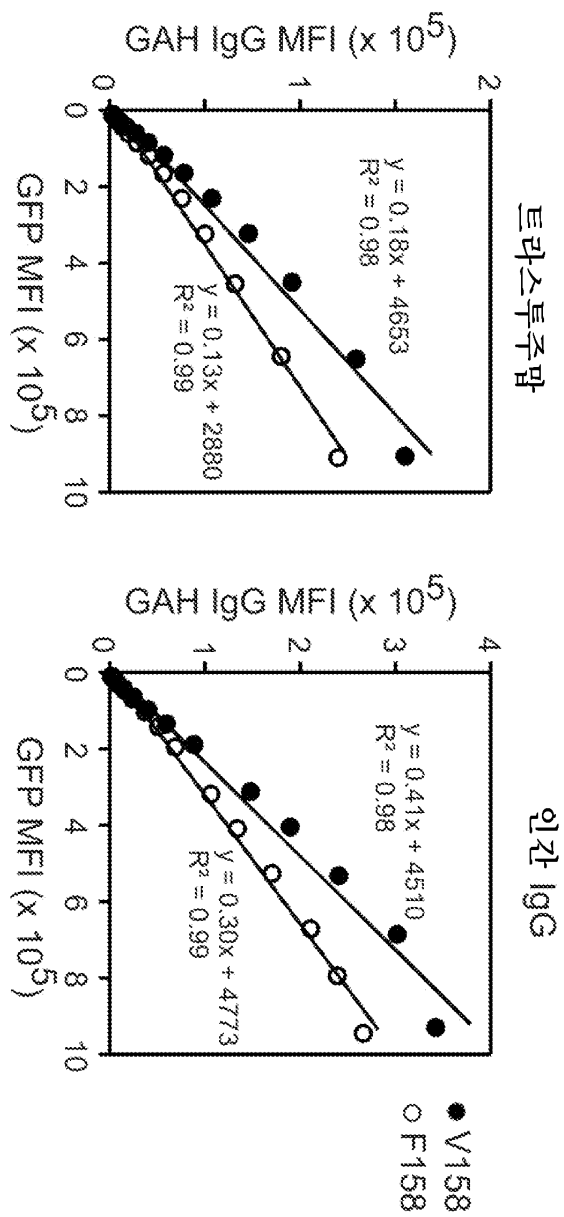 트라스투주맙
GAH IgG MFI (x 10⁵)
2
1
0
y = 0.18x + 4653
R² = 0.98
y = 0.13x + 2880
R² = 0.99
0 2 4 6 8 10
GFP MFI (x 10⁵)
인간 IgG
GAH IgG MFI (x 10⁵)
4
3
2
1
0
y = 0.41x + 4510
R² = 0.98
y = 0.30x + 4773
R² = 0.99
0 2 4 6 8 10
GFP MFI (x 10⁵)
● V158
○ F158